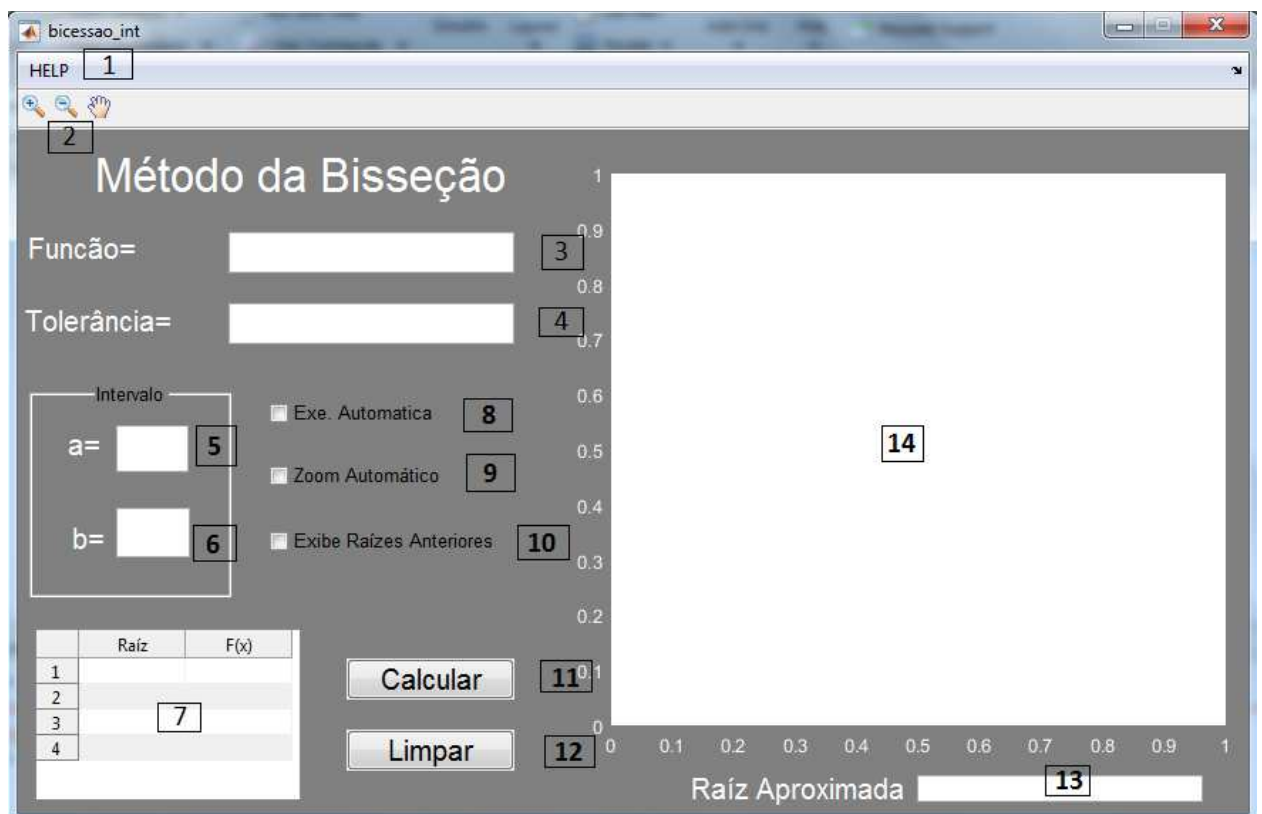 bicessao_int
HELP 1
2
Método da Bisseção
Funcão= 3
Tolerância= 4
Intervalo
a= 5
b= 6
Exe. Automatica 8
Zoom Automático 9
Exibe Raízes Anteriores 10
Raíz F(x)
1
2
3
4
7
Calcular 11
Limpar 12
1
0.9
0.8
0.7
0.6
0.5
0.4
0.3
0.2
0.1
0
14
0 0.1 0.2 0.3 0.4 0.5 0.6 0.7 0.8 0.9 1
Raíz Aproximada 13